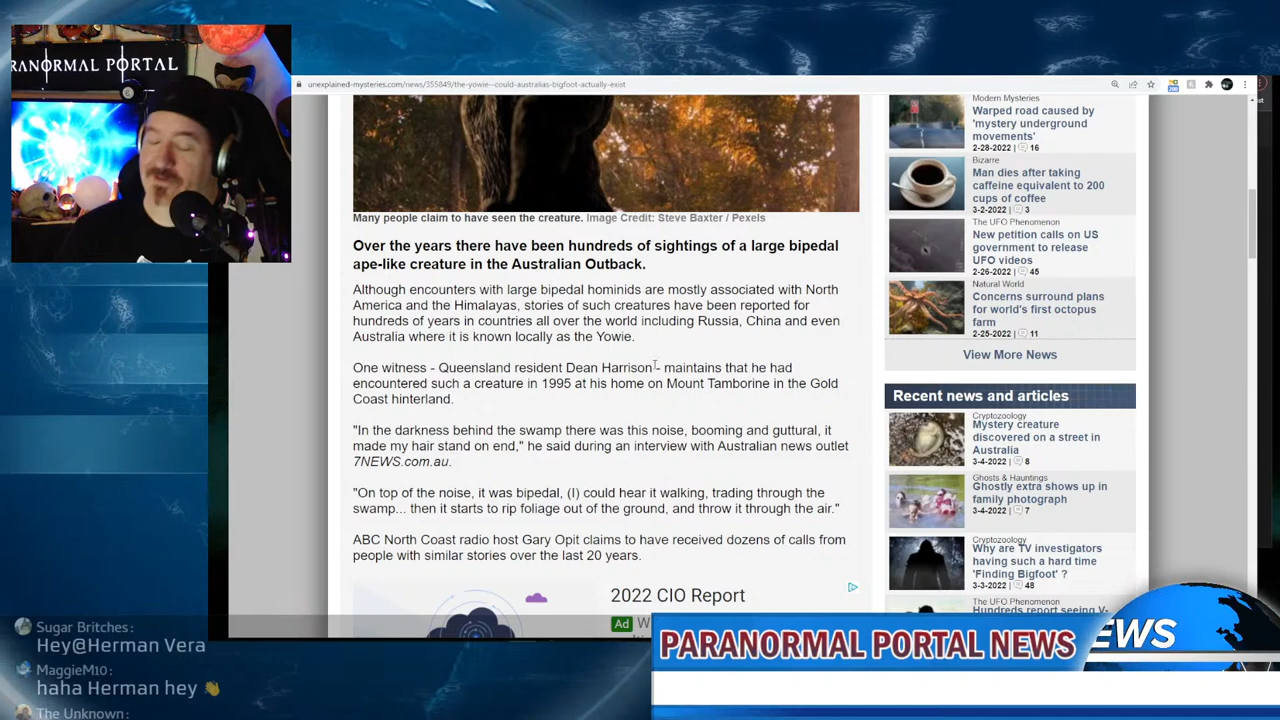 RANORMAL PORTAL
unexplained-mysteries.com/news/355849/the-yowie--could-australias-bigfoot-actually-exist
Many people claim to have seen the creature. Image Credit: Steve Baxter / Pexels
Over the years there have been hundreds of sightings of a large bipedal
ape-like creature in the Australian Outback.
Although encounters with large bipedal hominids are mostly associated with North
America and the Himalayas, stories of such creatures have been reported for
hundreds of years in countries all over the world including Russia, China and even
Australia where it is known locally as the Yowie.
One witness - Queensland resident Dean Harrison - maintains that he had
encountered such a creature in 1995 at his home on Mount Tamborine in the Gold
Coast hinterland.
"In the darkness behind the swamp there was this noise, booming and guttural, it
made my hair stand on end," he said during an interview with Australian news outlet
7NEWS.com.au.
"On top of the noise, it was bipedal, (I) could hear it walking, trading through the
swamp... then it starts to rip foliage out of the ground, and throw it through the air."
ABC North Coast radio host Gary Opit claims to have received dozens of calls from
people with similar stories over the last 20 years.
2022 CIO Report
Ad W
Modern Mysteries
Warped road caused by
'mystery underground
movements'
2-28-2022 | 16
Bizarre
Man dies after taking
caffeine equivalent to 200
cups of coffee
3-2-2022 | 3
The UFO Phenomenon
New petition calls on US
government to release
UFO videos
2-26-2022 | 45
Natural World
Concerns surround plans
for world's first octopus
farm
2-25-2022 | 11
View More News
Recent news and articles
Cryptozoology
Mystery creature
discovered on a street in
Australia
3-4-2022 | 8
Ghosts & Hauntings
Ghostly extra shows up in
family photograph
3-4-2022 | 7
Cryptozoology
Why are TV investigators
having such a hard time
'Finding Bigfoot' ?
3-3-2022 | 48
The UFO Phenomenon
Hundreds report seeing V-
Sugar Britches:
Hey@Herman Vera
MaggieM10:
haha Herman hey 👋
The Unknown:
PARANORMAL PORTAL NEWS
EWS